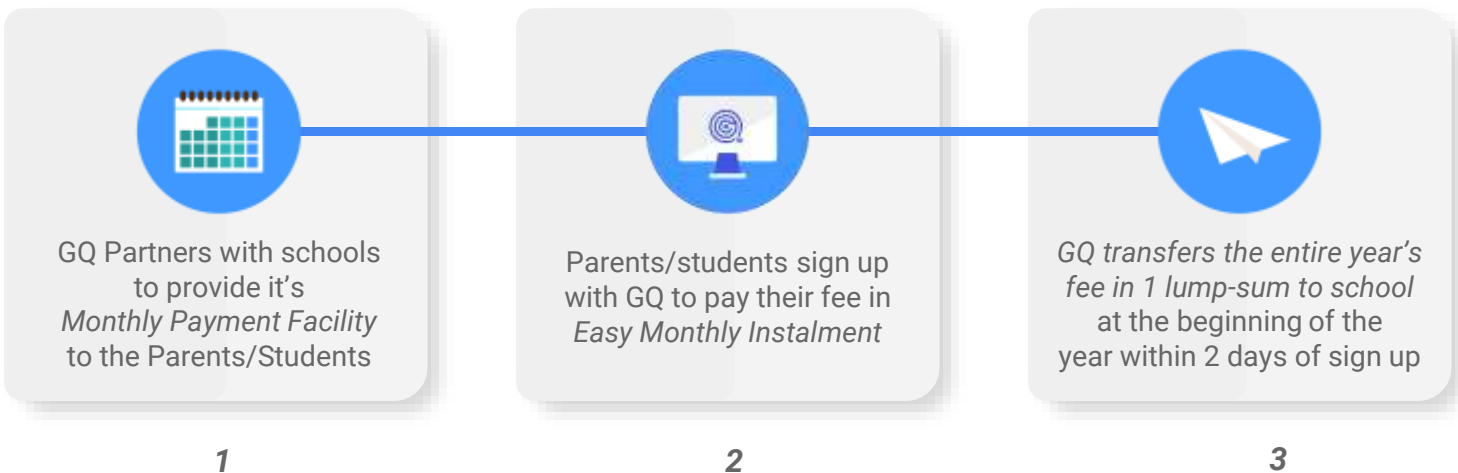 GQ Partners with schools
to provide it's
Monthly Payment Facility
to the Parents/Students
Parents/students sign up
with GQ to pay their fee in
Easy Monthly Instalment
GQ transfers the entire year's
fee in 1 lump-sum to school
at the beginning of the
year within 2 days of sign up
1
2
3